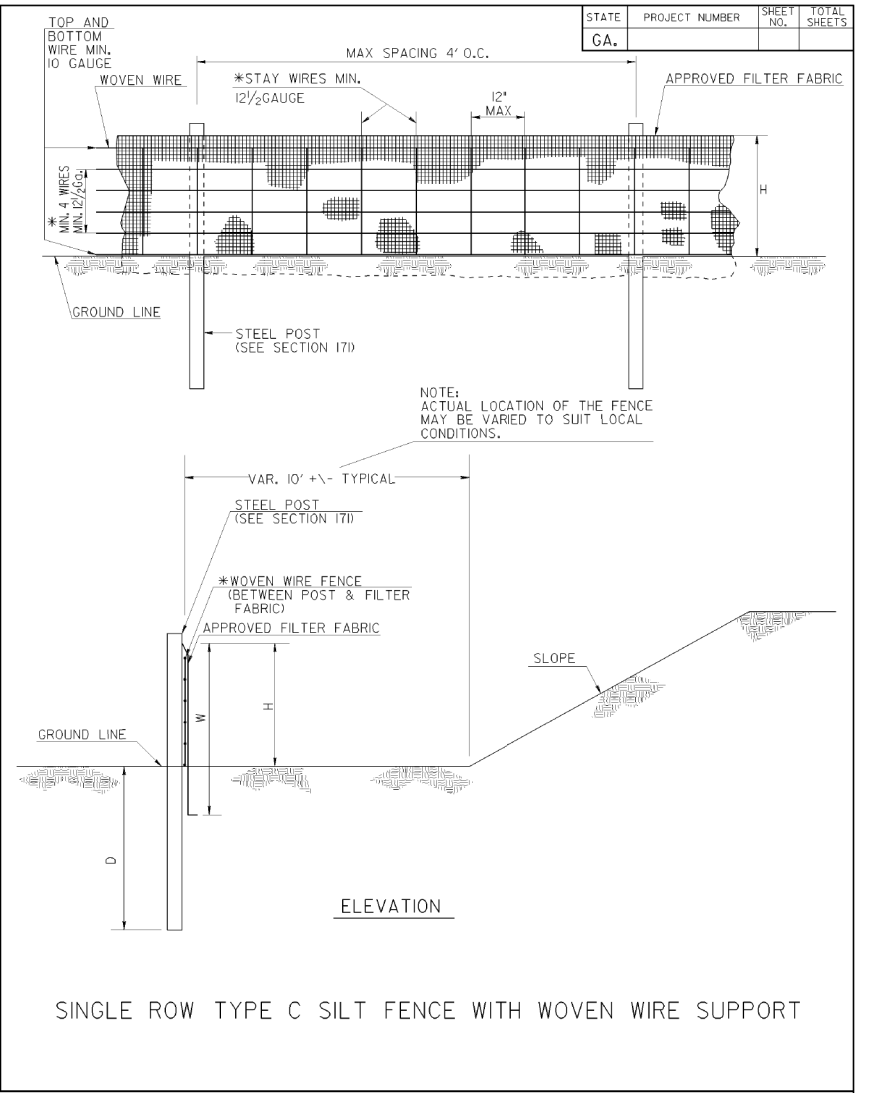 STATE PROJECT NUMBER SHEET NO. TOTAL SHEETS
GA.
TOP AND
BOTTOM
WIRE MIN.
10 GAUGE
MAX SPACING 4' O.C.
WOVEN WIRE
*STAY WIRES MIN.
12 1/2 GAUGE
12"
MAX
APPROVED FILTER FABRIC
* MIN. 4 WIRES
MIN. 12 1/2 Ga.
H
GROUND LINE
STEEL POST
(SEE SECTION 171)
NOTE:
ACTUAL LOCATION OF THE FENCE
MAY BE VARIED TO SUIT LOCAL
CONDITIONS.
VAR. 10' +\- TYPICAL
STEEL POST
(SEE SECTION 171)
*WOVEN WIRE FENCE
(BETWEEN POST & FILTER
FABRIC)
APPROVED FILTER FABRIC
SLOPE
W
H
GROUND LINE
D
ELEVATION
SINGLE ROW TYPE C SILT FENCE WITH WOVEN WIRE SUPPORT